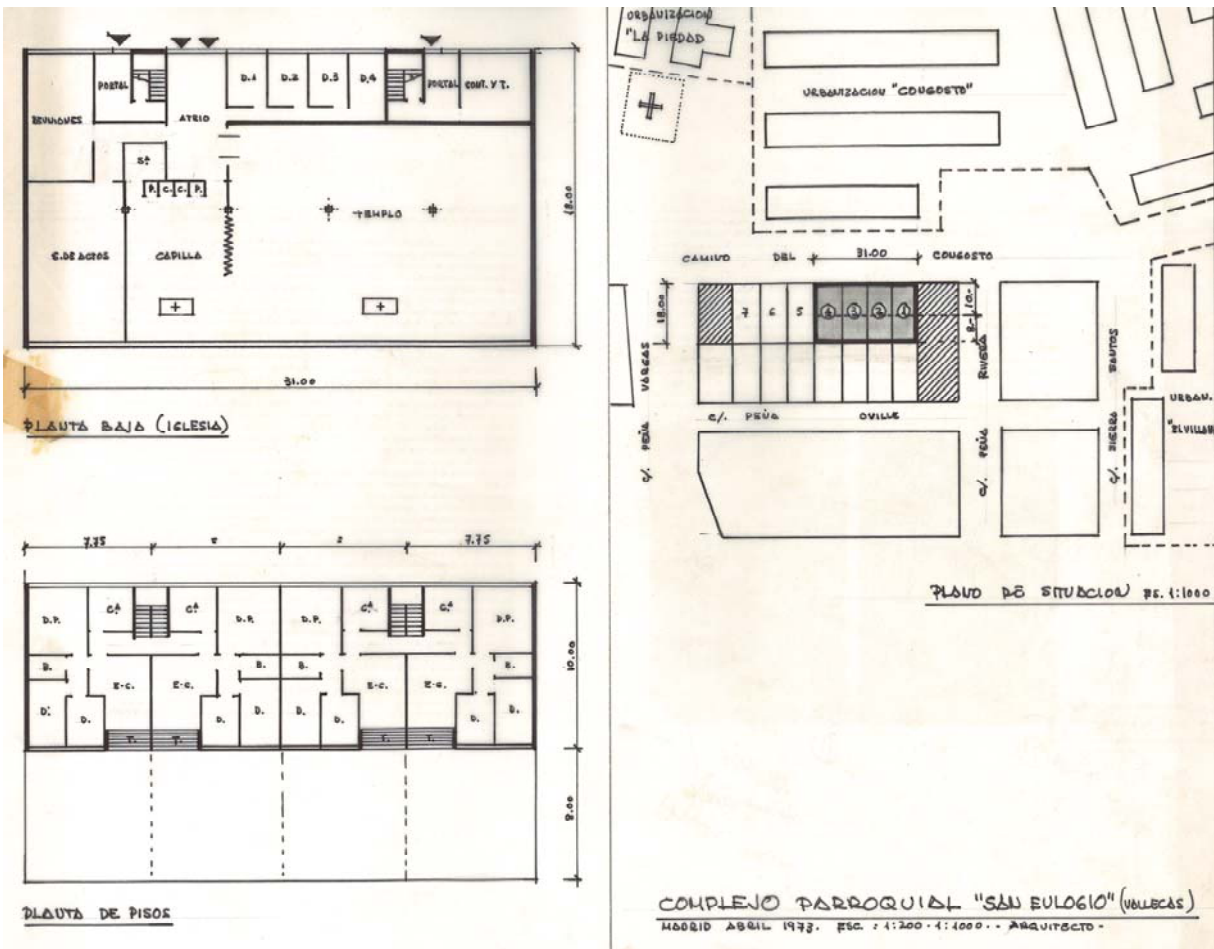 PORTAL
D.1
D.2
D.3
D.4
PORTAL
CONT. Y T.
REUNIONES
ATRIO
S.A
P. C. C. P.
TEMPLO
S. DE ACTOS
CAPILLA
18.00
31.00
PLANTA BAJA (IGLESIA)
7.75
7.75
D.P.
C.A
C.A
D.P.
D.P.
C.A
C.A
D.P.
B.
B.
B.
B.
E-C.
E-C.
E-C.
E-C.
D.
D.
D.
D.
D.
D.
D.
D.
T.
T.
T.
T.
10.00
8.00
PLANTA DE PISOS
URBANIZACION
"LA PIEDAD
URBANIZACION "CONGOSTO"
CAMINO DEL CONGOSTO
31.00
18.00
7
6
5
4
3
2
1
10.-
8.-
C/. PEÑA VARGAS
C/. PEÑA OVILLE
C/. PEÑA RIVERA
C/. SIERRA SANTOS
URBAN.
PLANO DE SITUACION ES. 1:1000
COMPLEJO PARROQUIAL "SAN EULOGIO" (VALLECAS)
MADRID ABRIL 1973. ESC. : 1:200 - 1:1000 - - ARQUITECTO -